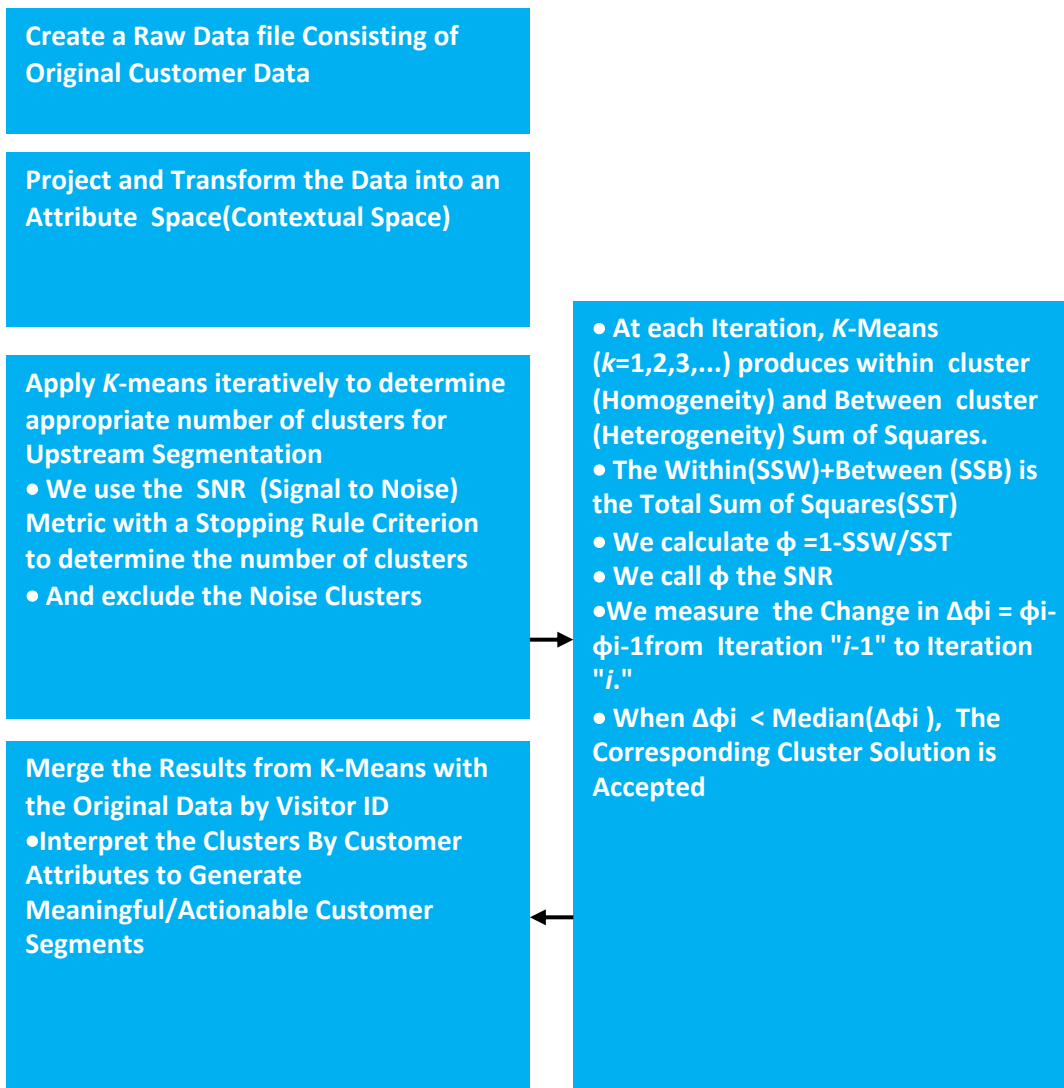 Create a Raw Data file Consisting of
Original Customer Data
Project and Transform the Data into an
Attribute Space(Contextual Space)
Apply K-means iteratively to determine
appropriate number of clusters for
Upstream Segmentation
• We use the SNR (Signal to Noise)
Metric with a Stopping Rule Criterion
to determine the number of clusters
• And exclude the Noise Clusters
• At each Iteration, K-Means
(k=1,2,3,...) produces within cluster
(Homogeneity) and Between cluster
(Heterogeneity) Sum of Squares.
• The Within(SSW)+Between (SSB) is
the Total Sum of Squares(SST)
• We calculate ф =1-SSW/SST
• We call ф the SNR
•We measure the Change in Δфi = фi-
фi-1from Iteration "i-1" to Iteration
"i."
• When Δфi < Median(Δфi ), The
Corresponding Cluster Solution is
Accepted
Merge the Results from K-Means with
the Original Data by Visitor ID
•Interpret the Clusters By Customer
Attributes to Generate
Meaningful/Actionable Customer
Segments